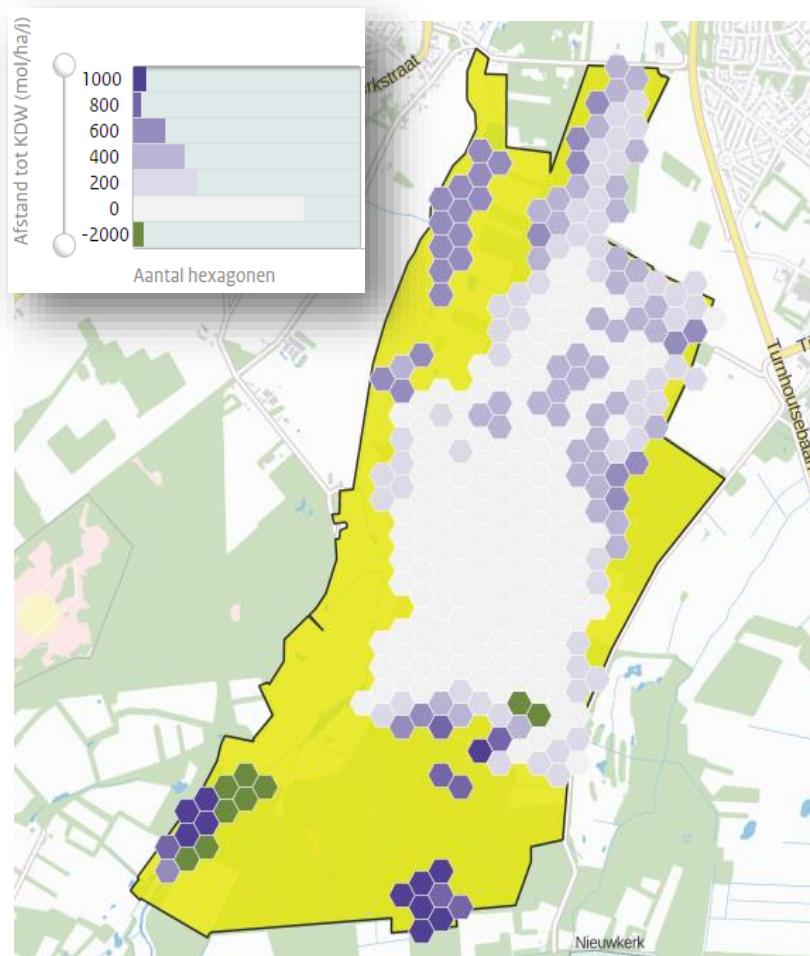 Afstand tot KDW (mol/ha/j)
1000
800
600
400
200
0
-2000
Aantal hexagonen
rkstraat
Turnhoutsebaan
Nieuwkerk